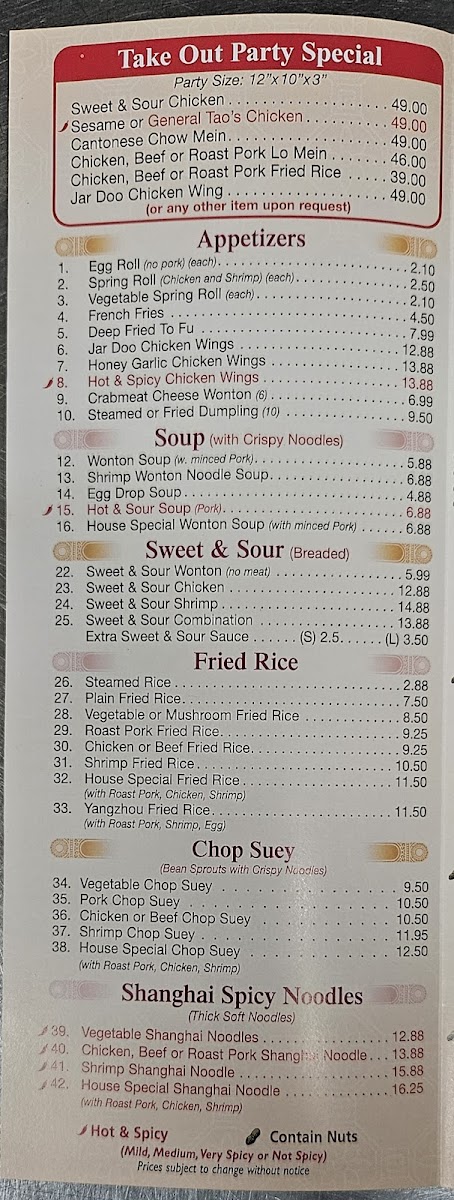 Take Out Party Special
Party Size: 12"x10"x3"
Sweet & Sour Chicken . . . . . . . . . . . . . . . . 49.00
Sesame or General Tao's Chicken . . . . . . . . . . 49.00
Cantonese Chow Mein . . . . . . . . . . . . . . . . 49.00
Chicken, Beef or Roast Pork Lo Mein . . . . . . . 46.00
Chicken, Beef or Roast Pork Fried Rice . . . . . . 39.00
Jar Doo Chicken Wing . . . . . . . . . . . . . . . . 49.00
(or any other item upon request)
Appetizers
1. Egg Roll (no pork) (each) . . . . . . . . . . . . 2.10
2. Spring Roll (Chicken and Shrimp) (each) . . . . . . 2.50
3. Vegetable Spring Roll (each) . . . . . . . . . . . . 2.10
4. French Fries . . . . . . . . . . . . 4.50
5. Deep Fried To Fu . . . . . . . . . . . . 7.99
6. Jar Doo Chicken Wings . . . . . . . . . . . . 12.88
7. Honey Garlic Chicken Wings . . . . . . . . . . . . 13.88
8. Hot & Spicy Chicken Wings . . . . . . . . . . . . 13.88
9. Crabmeat Cheese Wonton (6) . . . . . . . . . . . . 6.99
10. Steamed or Fried Dumpling (10) . . . . . . . . . . . . 9.50
Soup (with Crispy Noodles)
12. Wonton Soup (w. minced Pork) . . . . . . . . . . . . 5.88
13. Shrimp Wonton Noodle Soup . . . . . . . . . . . . 6.88
14. Egg Drop Soup . . . . . . . . . . . . 4.88
15. Hot & Sour Soup (Pork) . . . . . . . . . . . . 6.88
16. House Special Wonton Soup (with minced Pork) . . . . . . 6.88
Sweet & Sour (Breaded)
22. Sweet & Sour Wonton (no meat) . . . . . . . . . . . . 5.99
23. Sweet & Sour Chicken . . . . . . . . . . . . 12.88
24. Sweet & Sour Shrimp . . . . . . . . . . . . 14.88
25. Sweet & Sour Combination . . . . . . . . . . . . 13.88
Extra Sweet & Sour Sauce . . . . . . (S) 2.5 . . . . . . (L) 3.50
Fried Rice
26. Steamed Rice . . . . . . . . . . . . 2.88
27. Plain Fried Rice . . . . . . . . . . . . 7.50
28. Vegetable or Mushroom Fried Rice . . . . . . . . . . . . 8.50
29. Roast Pork Fried Rice . . . . . . . . . . . . 9.25
30. Chicken or Beef Fried Rice . . . . . . . . . . . . 9.25
31. Shrimp Fried Rice . . . . . . . . . . . . 10.50
32. House Special Fried Rice . . . . . . . . . . . . 11.50
(with Roast Pork, Chicken, Shrimp)
33. Yangzhou Fried Rice . . . . . . . . . . . . 11.50
(with Roast Pork, Shrimp, Egg)
Chop Suey
(Bean Sprouts with Crispy Noodles)
34. Vegetable Chop Suey . . . . . . . . . . . . 9.50
35. Pork Chop Suey . . . . . . . . . . . . 10.50
36. Chicken or Beef Chop Suey . . . . . . . . . . . . 10.50
37. Shrimp Chop Suey . . . . . . . . . . . . 11.95
38. House Special Chop Suey . . . . . . . . . . . . 12.50
(with Roast Pork, Chicken, Shrimp)
Shanghai Spicy Noodles
(Thick Soft Noodles)
39. Vegetable Shanghai Noodles . . . . . . . . . . . . 12.88
40. Chicken, Beef or Roast Pork Shanghai Noodle . . . 13.88
41. Shrimp Shanghai Noodle . . . . . . . . . . . . 15.88
42. House Special Shanghai Noodle . . . . . . . . . . . . 16.25
(with Roast Pork, Chicken, Shrimp)
Hot & Spicy Contain Nuts
(Mild, Medium, Very Spicy or Not Spicy)
Prices subject to change without notice